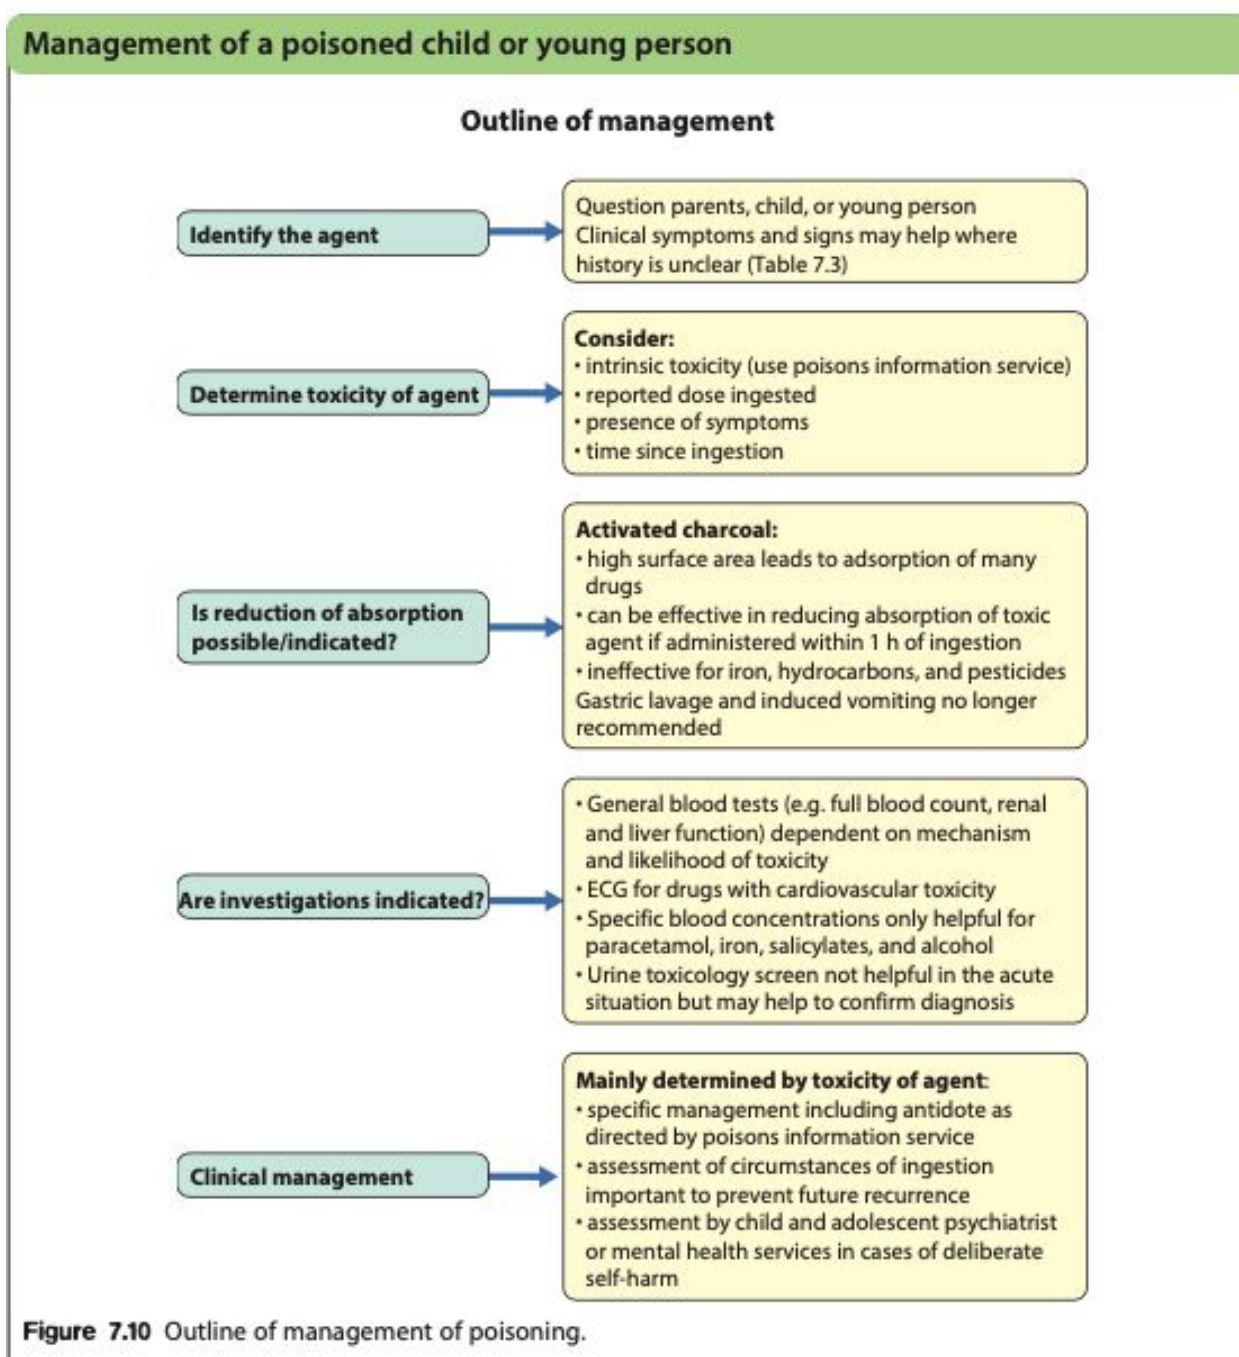 Management of a poisoned child or young person
Outline of management
Identify the agent
Question parents, child, or young person
Clinical symptoms and signs may help where
history is unclear (Table 7.3)
Determine toxicity of agent
Consider:
• intrinsic toxicity (use poisons information service)
• reported dose ingested
• presence of symptoms
• time since ingestion
Is reduction of absorption
possible/indicated?
Activated charcoal:
• high surface area leads to adsorption of many
drugs
• can be effective in reducing absorption of toxic
agent if administered within 1 h of ingestion
• ineffective for iron, hydrocarbons, and pesticides
Gastric lavage and induced vomiting no longer
recommended
Are investigations indicated?
• General blood tests (e.g. full blood count, renal
and liver function) dependent on mechanism
and likelihood of toxicity
• ECG for drugs with cardiovascular toxicity
• Specific blood concentrations only helpful for
paracetamol, iron, salicylates, and alcohol
• Urine toxicology screen not helpful in the acute
situation but may help to confirm diagnosis
Clinical management
Mainly determined by toxicity of agent:
• specific management including antidote as
directed by poisons information service
• assessment of circumstances of ingestion
important to prevent future recurrence
• assessment by child and adolescent psychiatrist
or mental health services in cases of deliberate
self-harm
Figure 7.10 Outline of management of poisoning.